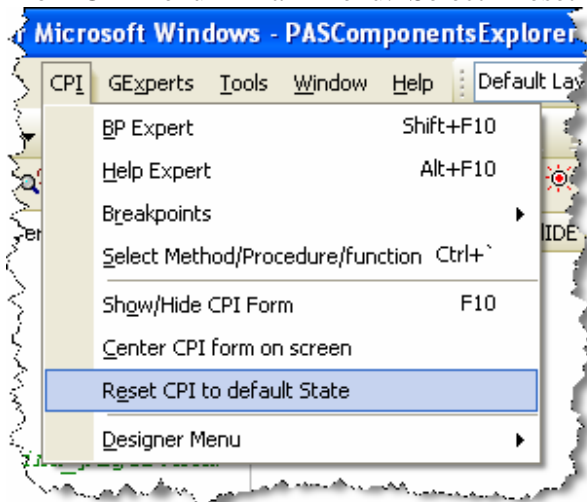 Microsoft Windows - PASComponentsExplorer
CPI GExperts Tools Window Help Default Lay
BP Expert Shift+F10
Help Expert Alt+F10
Breakpoints
Select Method/Procedure/function Ctrl+`
Show/Hide CPI Form F10
Center CPI form on screen
Reset CPI to default State
Designer Menu